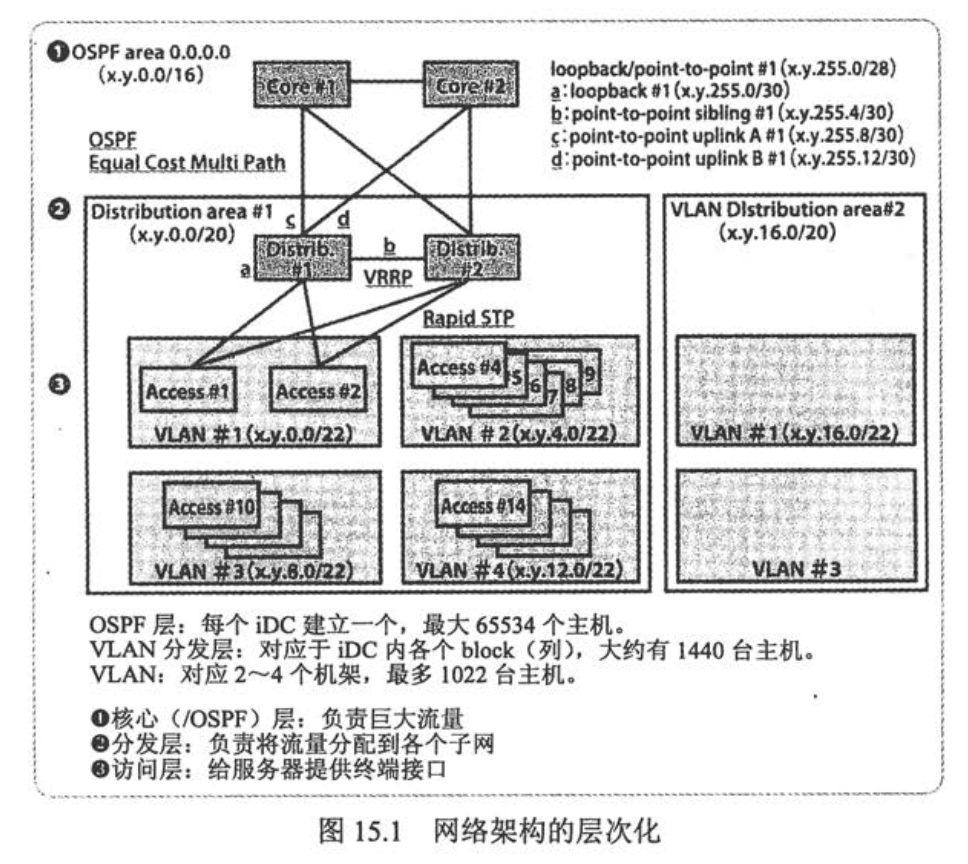 ❶OSPF area 0.0.0.0
(x.y.0.0/16)
Core #1
Core #2
loopback/point-to-point #1(x.y.255.0/28)
a:loopback #1(x.y.255.0/30)
b:point-to-point sibling #1(x.y.255.4/30)
c:point-to-point uplink A #1(x.y.255.8/30)
d:point-to-point uplink B #1(x.y.255.12/30)
OSPF
Equal Cost Multi Path
❷
Distribution area #1
(x.y.0.0/20)
c
d
a
Distrib.
#1
b
VRRP
Distrib.
#2
VLAN Distribution area#2
(x.y.16.0/20)
Rapid STP
❸
Access #1
Access #2
VLAN #1(x.y.0.0/22)
Access #4
#5
6
7
8
9
VLAN #2(x.y.4.0/22)
VLAN #1(x.y.16.0/22)
Access #10
VLAN #3(x.y.8.0/22)
Access #14
VLAN #4(x.y.12.0/22)
VLAN #3
OSPF 层：每个 iDC 建立一个，最大 65534 个主机。
VLAN 分发层：对应于 iDC 内各个 block（列），大约有 1440 台主机。
VLAN：对应 2～4 个机架，最多 1022 台主机。
❶核心（/OSPF）层：负责巨大流量
❷分发层：负责将流量分配到各个子网
❸访问层：给服务器提供终端接口
图 15.1 网络架构的层次化